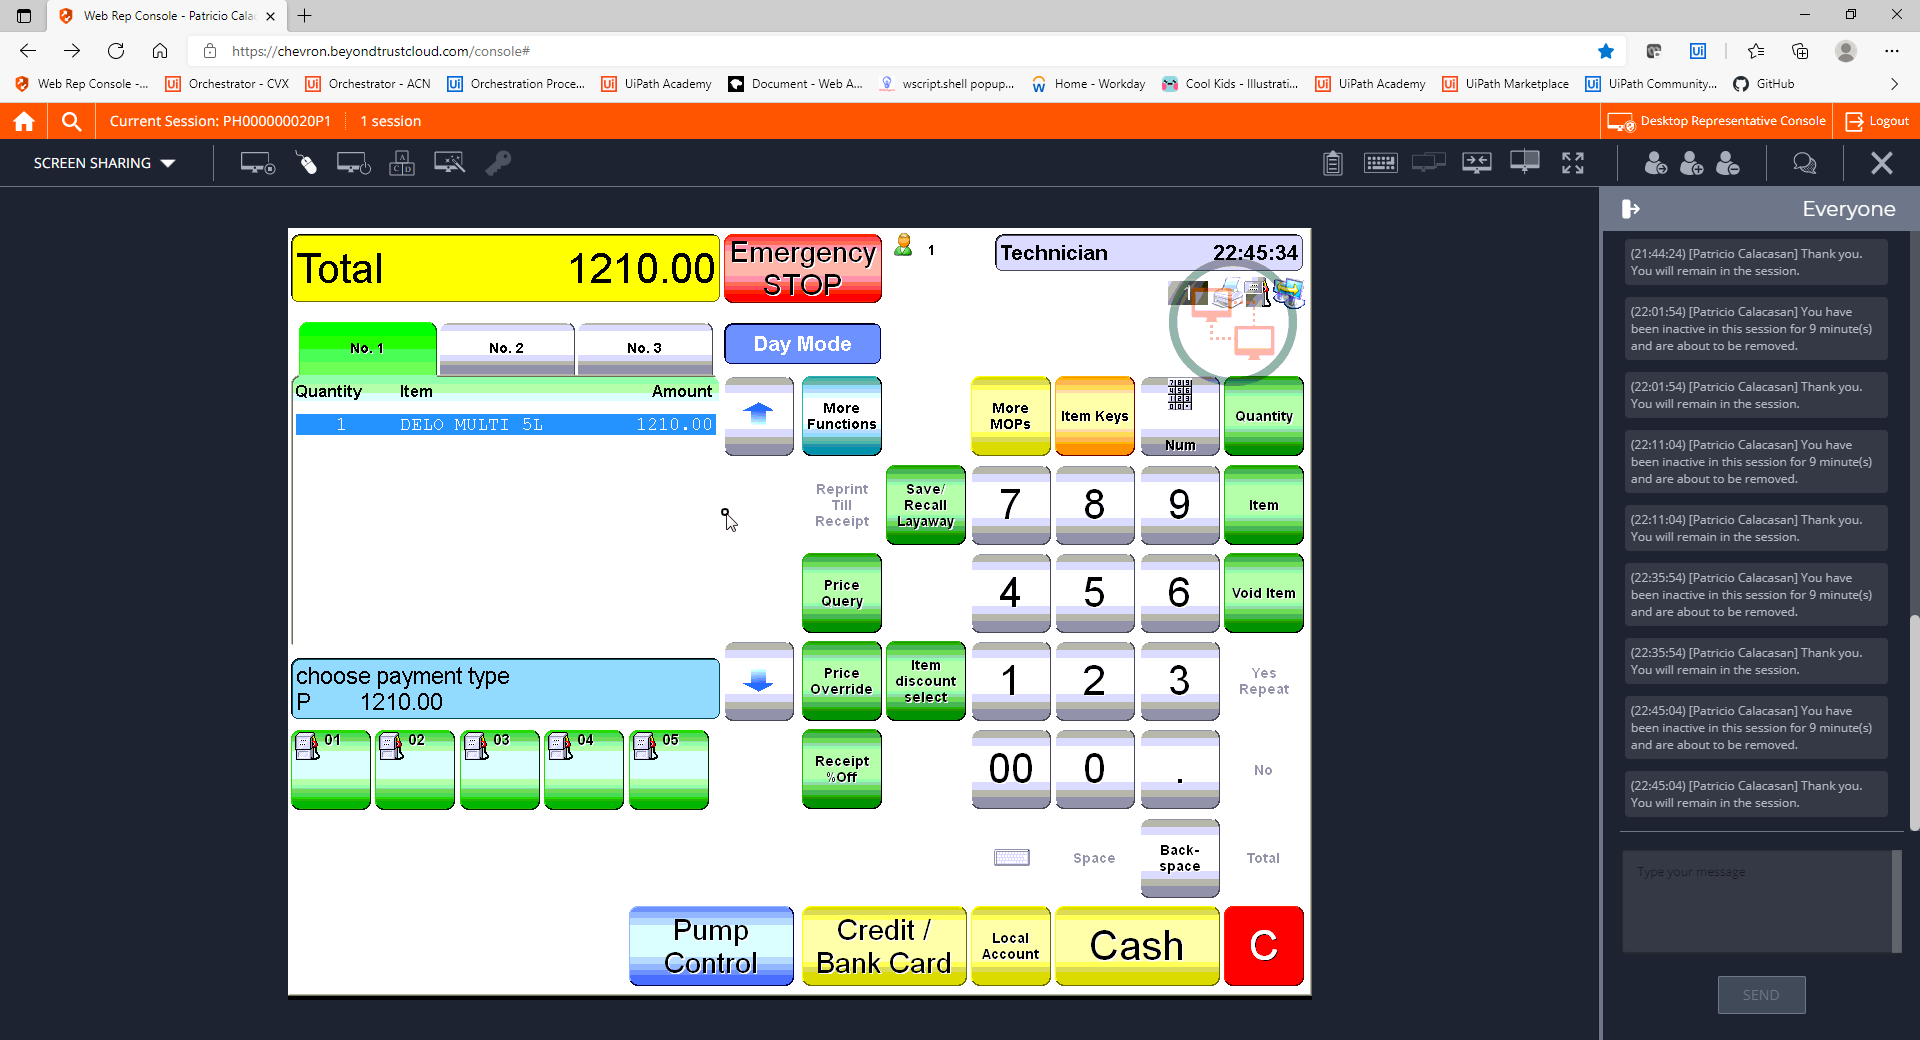 Web Rep Console - Patricio Cala
https://chevron.beyondtrustcloud.com/console#
Web Rep Console -...
Orchestrator - CVX
Orchestrator - ACN
Orchestration Proce...
UiPath Academy
Document - Web A...
wscript.shell popup...
Home - Workday
Cool Kids - Illustrati...
UiPath Academy
UiPath Marketplace
UiPath Community...
GitHub
Current Session: PH000000020P1
1 session
Desktop Representative Console
Logout
SCREEN SHARING
Everyone
Total 1210.00
Emergency
STOP
1
Technician 22:45:34
1
No. 1
No. 2
No. 3
Day Mode
Quantity Item Amount
1 DELO MULTI 5L 1210.00
More
Functions
More
MOPs
Item Keys
Num
Quantity
Reprint
Till
Receipt
Save/
Recall
Layaway
7
8
9
Item
Price
Query
4
5
6
Void Item
choose payment type
P 1210.00
Price
Override
Item
discount
select
1
2
3
Yes
Repeat
01
02
03
04
05
Receipt
%Off
00
0
.
No
Space
Back-
space
Total
Pump
Control
Credit /
Bank Card
Local
Account
Cash
C
(21:44:24) [Patricio Calacasan] Thank you.
You will remain in the session.
(22:01:54) [Patricio Calacasan] You have
been inactive in this session for 9 minute(s)
and are about to be removed.
(22:01:54) [Patricio Calacasan] Thank you.
You will remain in the session.
(22:11:04) [Patricio Calacasan] You have
been inactive in this session for 9 minute(s)
and are about to be removed.
(22:11:04) [Patricio Calacasan] Thank you.
You will remain in the session.
(22:35:54) [Patricio Calacasan] You have
been inactive in this session for 9 minute(s)
and are about to be removed.
(22:35:54) [Patricio Calacasan] Thank you.
You will remain in the session.
(22:45:04) [Patricio Calacasan] You have
been inactive in this session for 9 minute(s)
and are about to be removed.
(22:45:04) [Patricio Calacasan] Thank you.
You will remain in the session.
Type your message
SEND